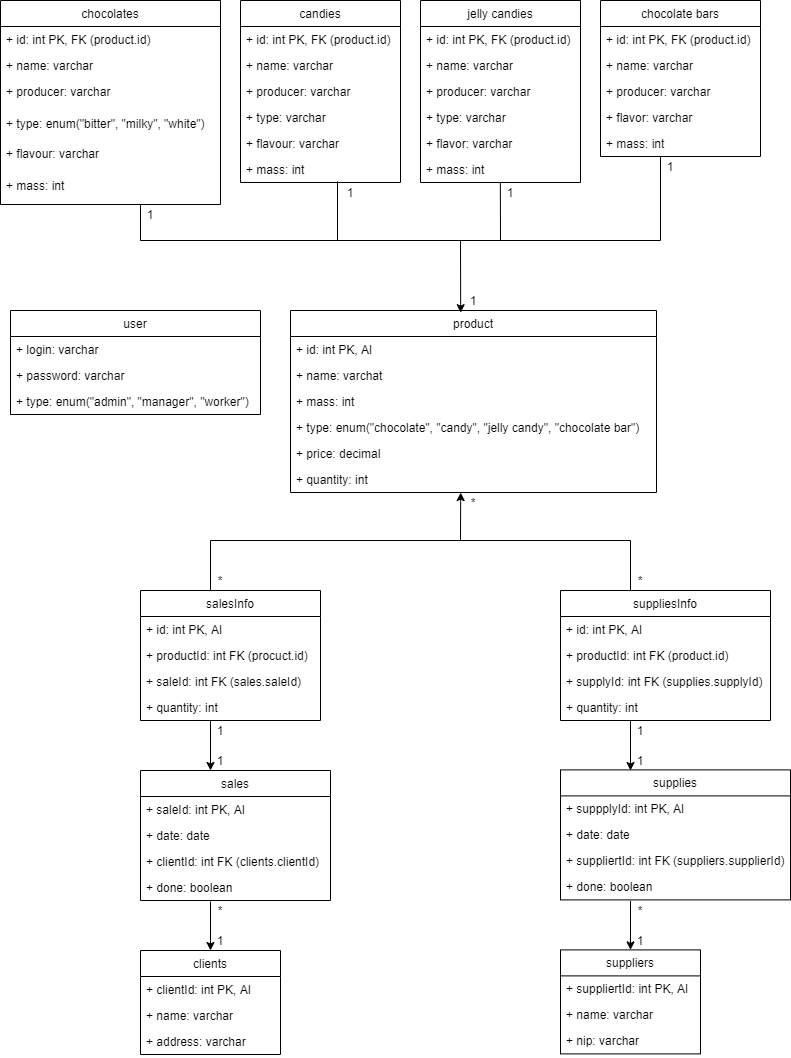 chocolates
+ id: int PK, FK (product.id)
+ name: varchar
+ producer: varchar
+ type: enum("bitter", "milky", "white")
+ flavour: varchar
+ mass: int
1
candies
+ id: int PK, FK (product.id)
+ name: varchar
+ producer: varchar
+ type: varchar
+ flavour: varchar
+ mass: int
1
jelly candies
+ id: int PK, FK (product.id)
+ name: varchar
+ producer: varchar
+ type: varchar
+ flavor: varchar
+ mass: int
1
chocolate bars
+ id: int PK, FK (product.id)
+ name: varchar
+ producer: varchar
+ flavor: varchar
+ mass: int
1
1
user
+ login: varchar
+ password: varchar
+ type: enum("admin", "manager", "worker")
product
+ id: int PK, AI
+ name: varchat
+ mass: int
+ type: enum("chocolate", "candy", "jelly candy", "chocolate bar")
+ price: decimal
+ quantity: int
*
*
salesInfo
+ id: int PK, AI
+ productId: int FK (procuct.id)
+ saleId: int FK (sales.saleId)
+ quantity: int
1
1
sales
+ saleId: int PK, AI
+ date: date
+ clientId: int FK (clients.clientId)
+ done: boolean
*
1
clients
+ clientId: int PK, AI
+ name: varchar
+ address: varchar
*
suppliesInfo
+ id: int PK, AI
+ productId: int FK (product.id)
+ supplyId: int FK (supplies.supplyId)
+ quantity: int
1
1
supplies
+ suppplyId: int PK, AI
+ date: date
+ suppliertId: int FK (suppliers.supplierId)
+ done: boolean
*
1
suppliers
+ suppliertId: int PK, AI
+ name: varchar
+ nip: varchar